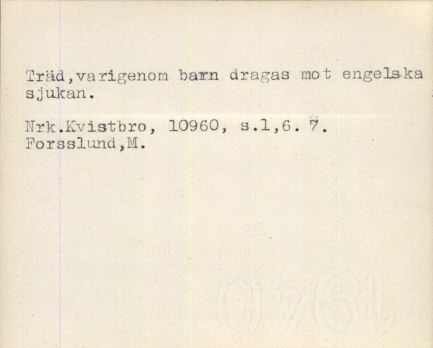 Träd,varigenom barn dragas mot engelska
sjukan.
Nrk.Kvistbro, 10960, s.1,6. 7.
Forsslund,M.